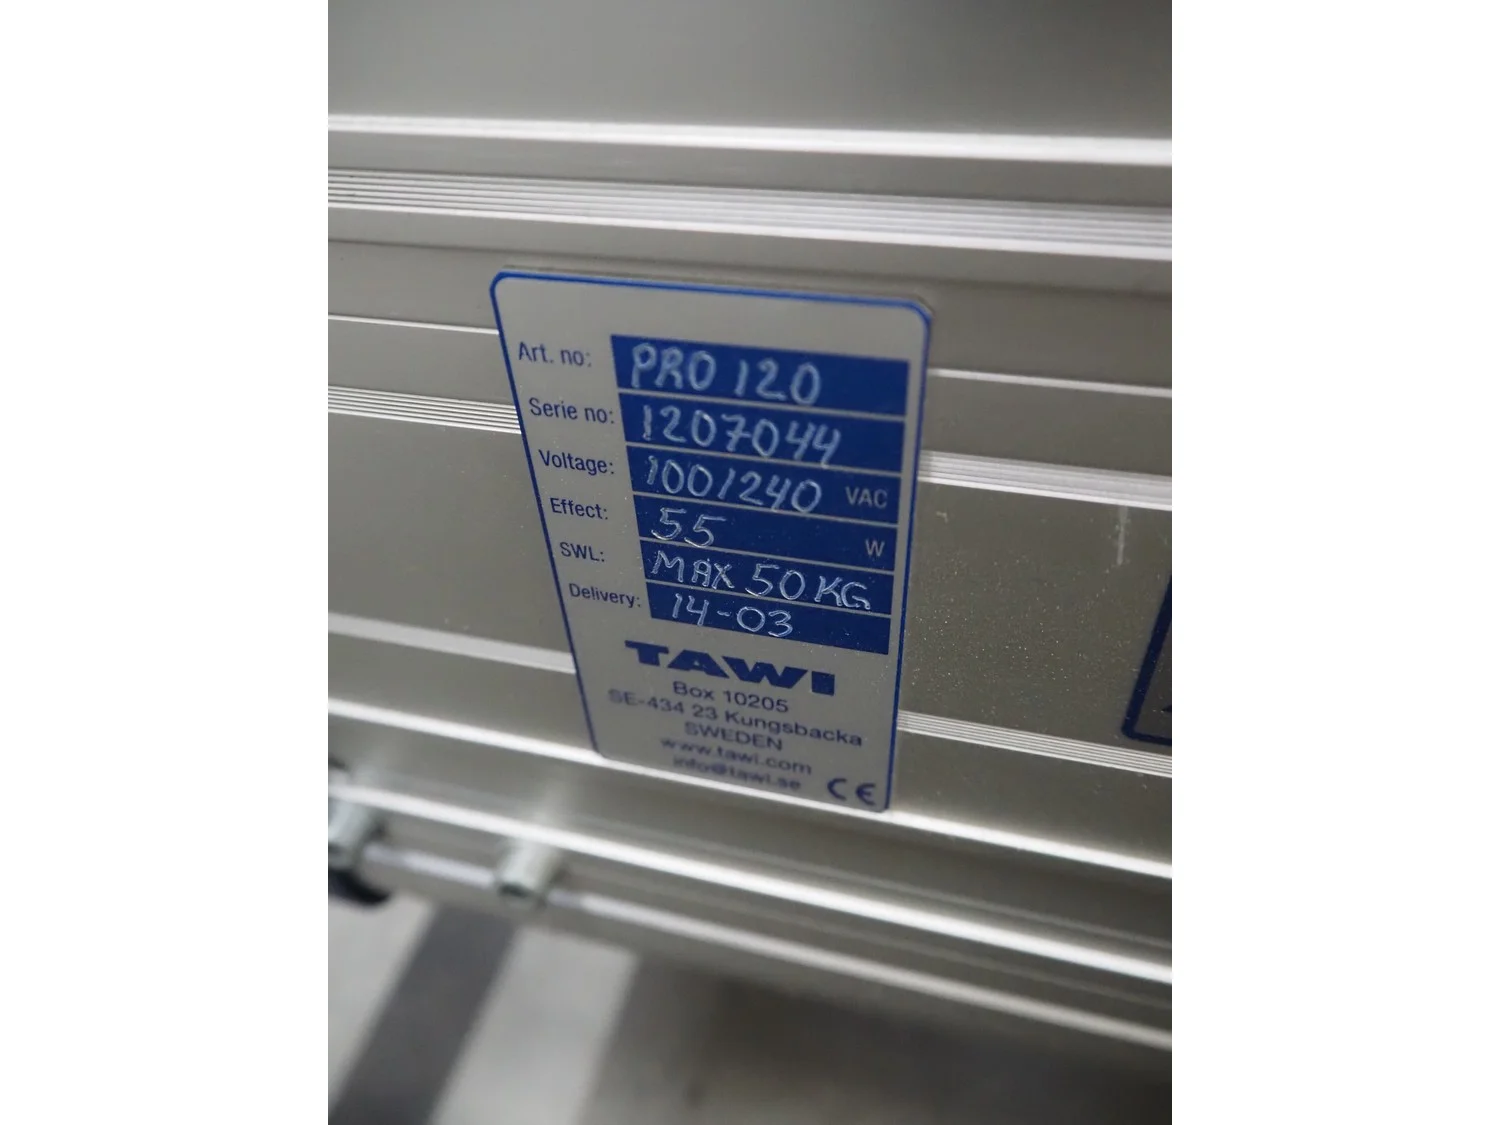 Art. no: PRO 120
Serie no: 1207044
Voltage: 100/240 VAC
Effect: 55 W
SWL: MAX 50 KG
Delivery: 14-03
TAWI
Box 10205
SE-434 23 Kungsbacka
SWEDEN
www.tawi.com
info@tawi.se CE